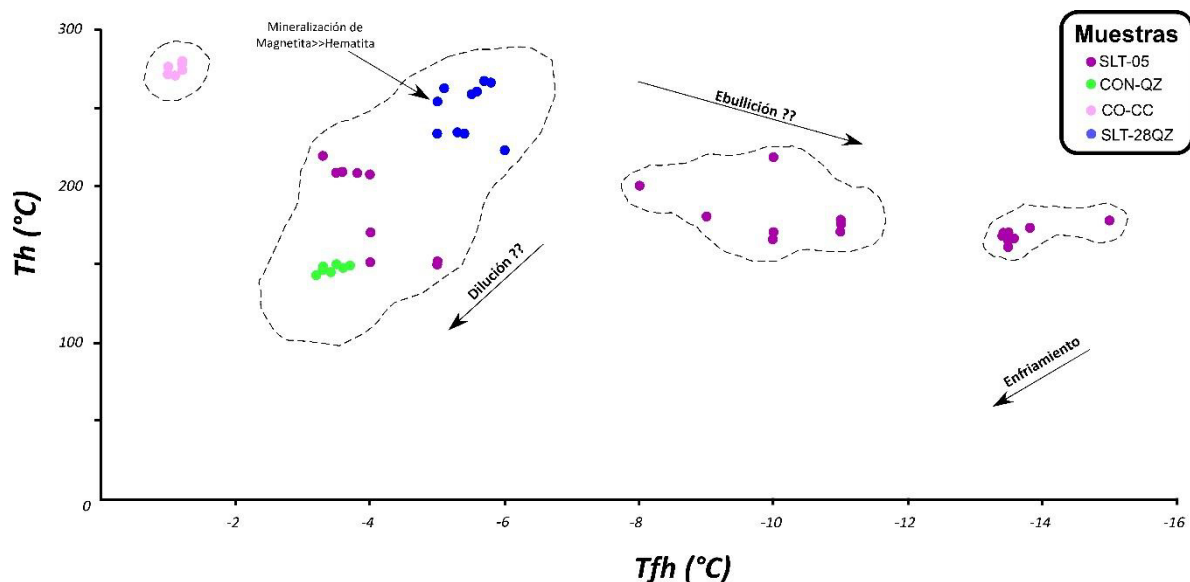 300
200
100
0
Th (°C)
Mineralización de
Magnetita>>Hematita
Ebullición ??
Dilución ??
Enfriamiento
Muestras
SLT-05
CON-QZ
CO-CC
SLT-28QZ
-2
-4
-6
-8
-10
-12
-14
-16
Tfh (°C)